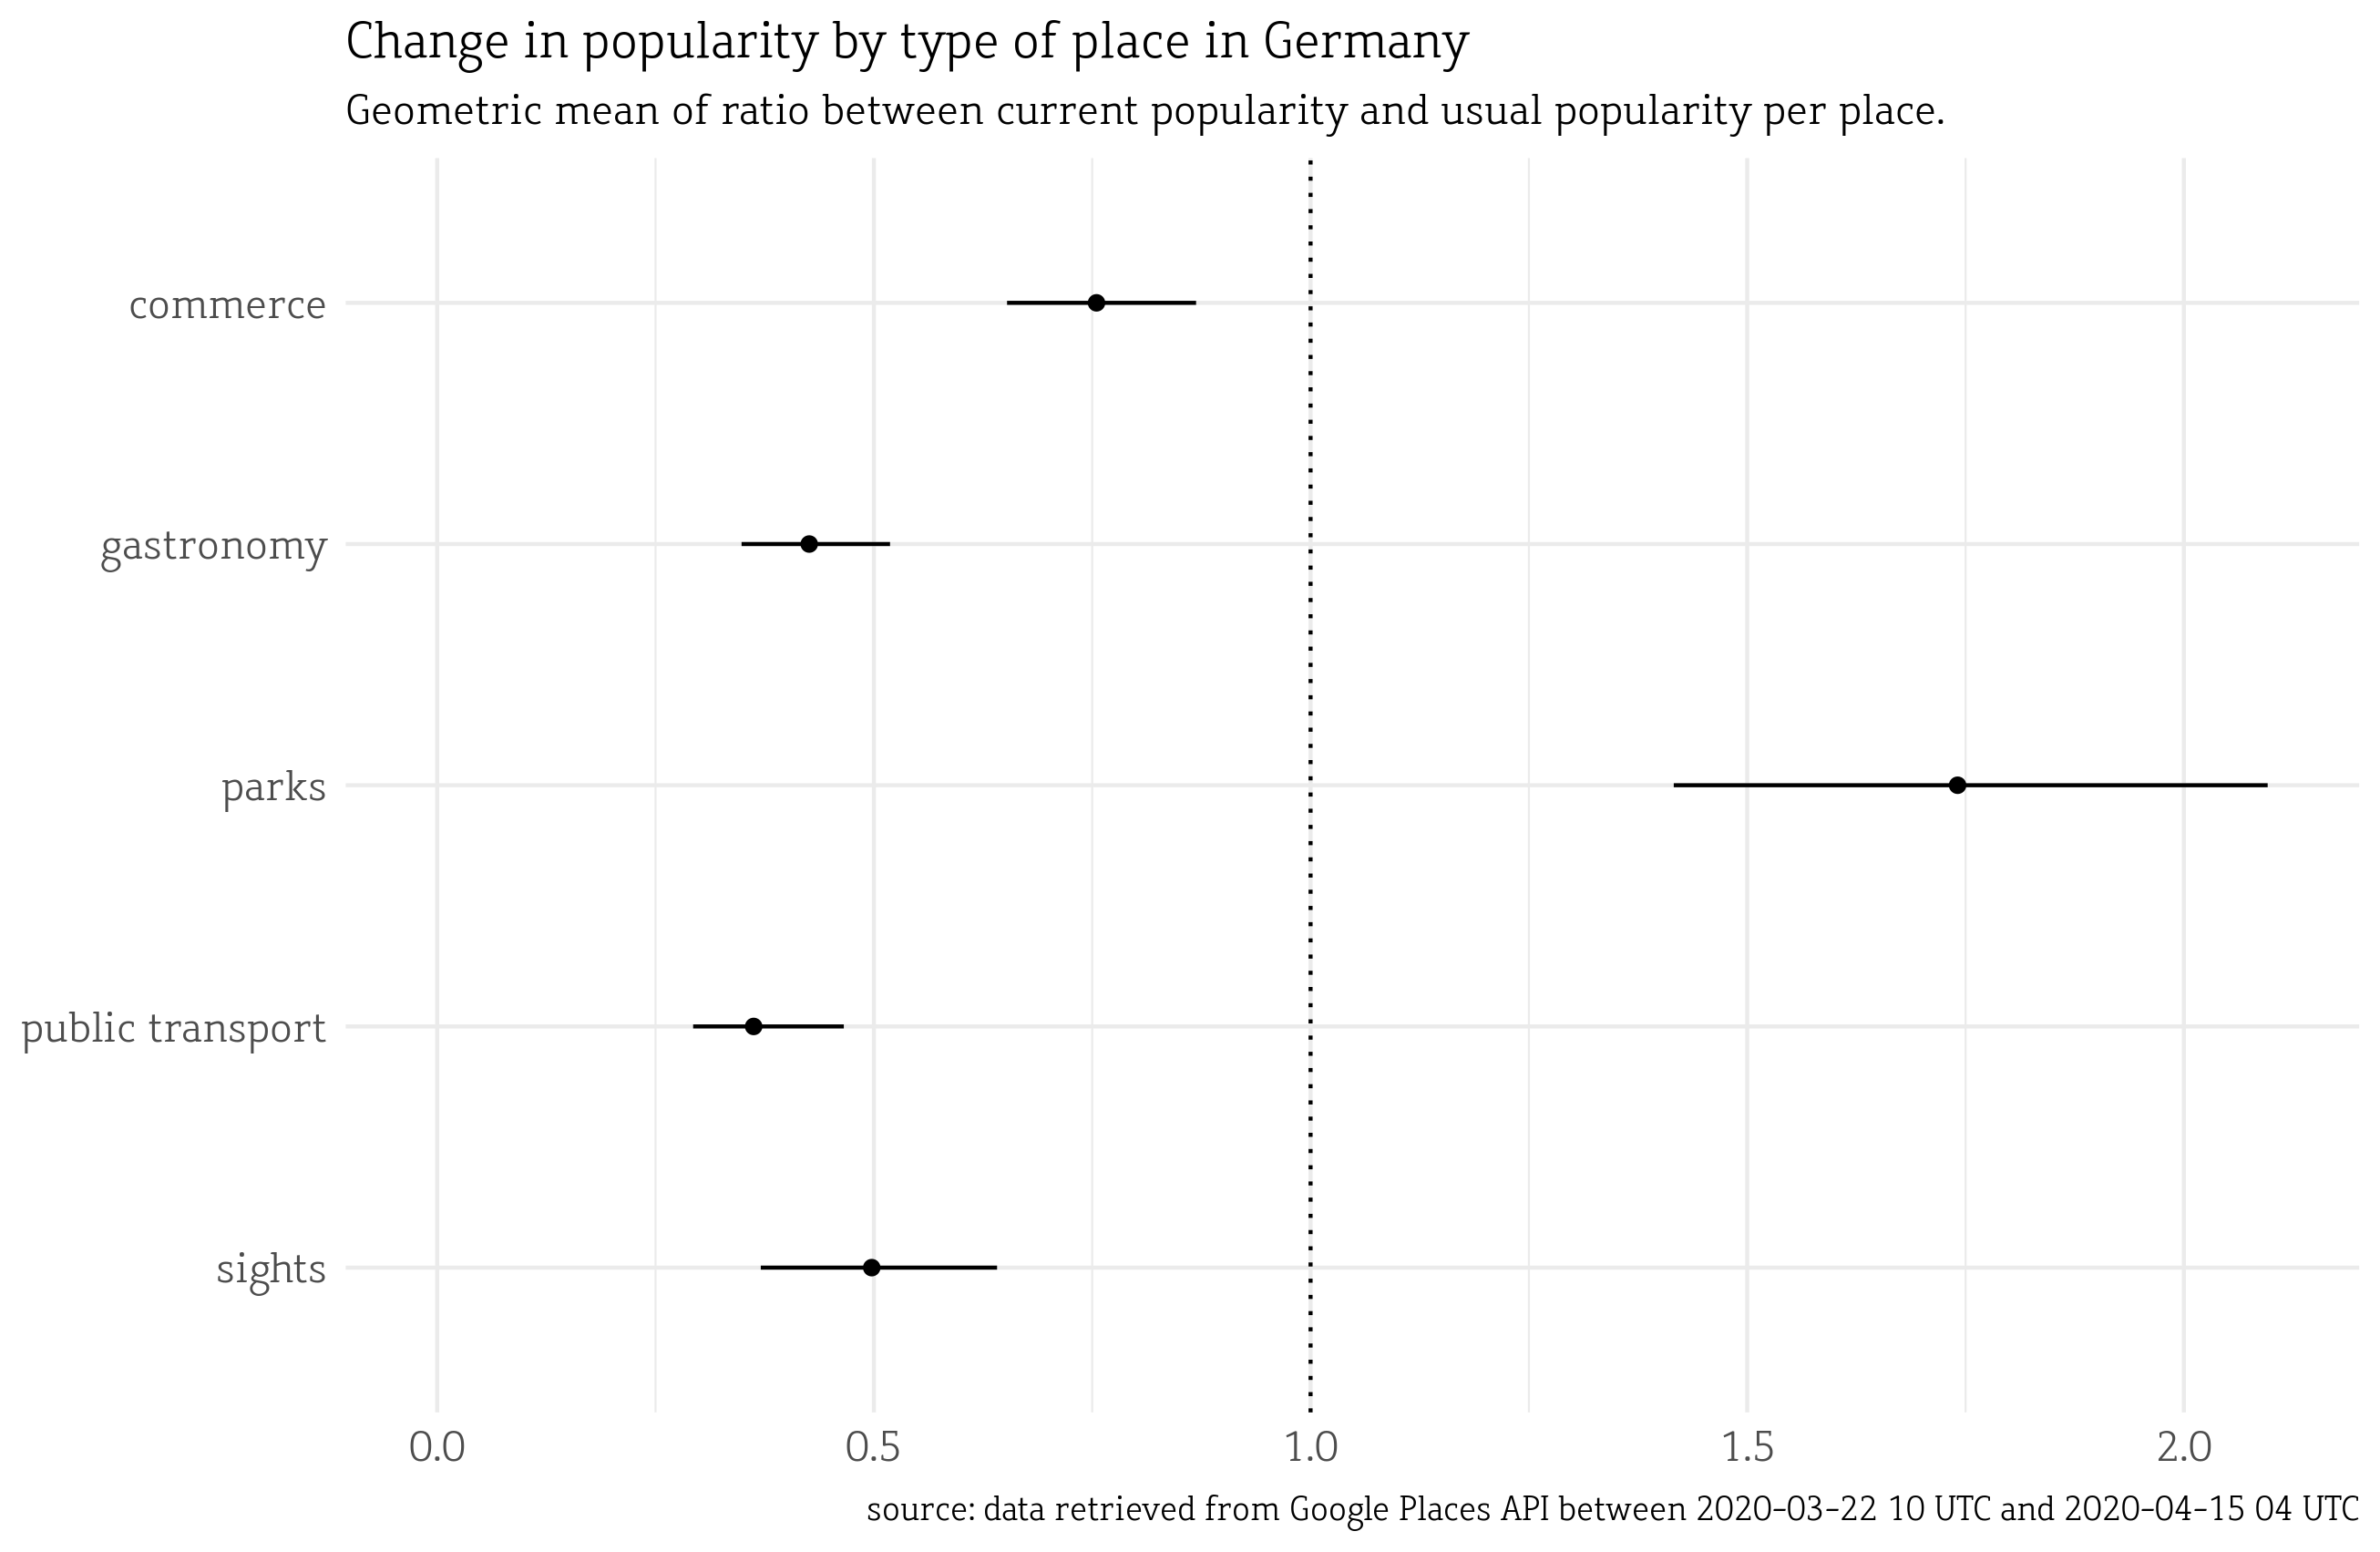 Change in popularity by type of place in Germany
Geometric mean of ratio between current popularity and usual popularity per place.
commerce
gastronomy
parks
public transport
sights
0.0 0.5 1.0 1.5 2.0
source: data retrieved from Google Places API between 2020-03-22 10 UTC and 2020-04-15 04 UTC